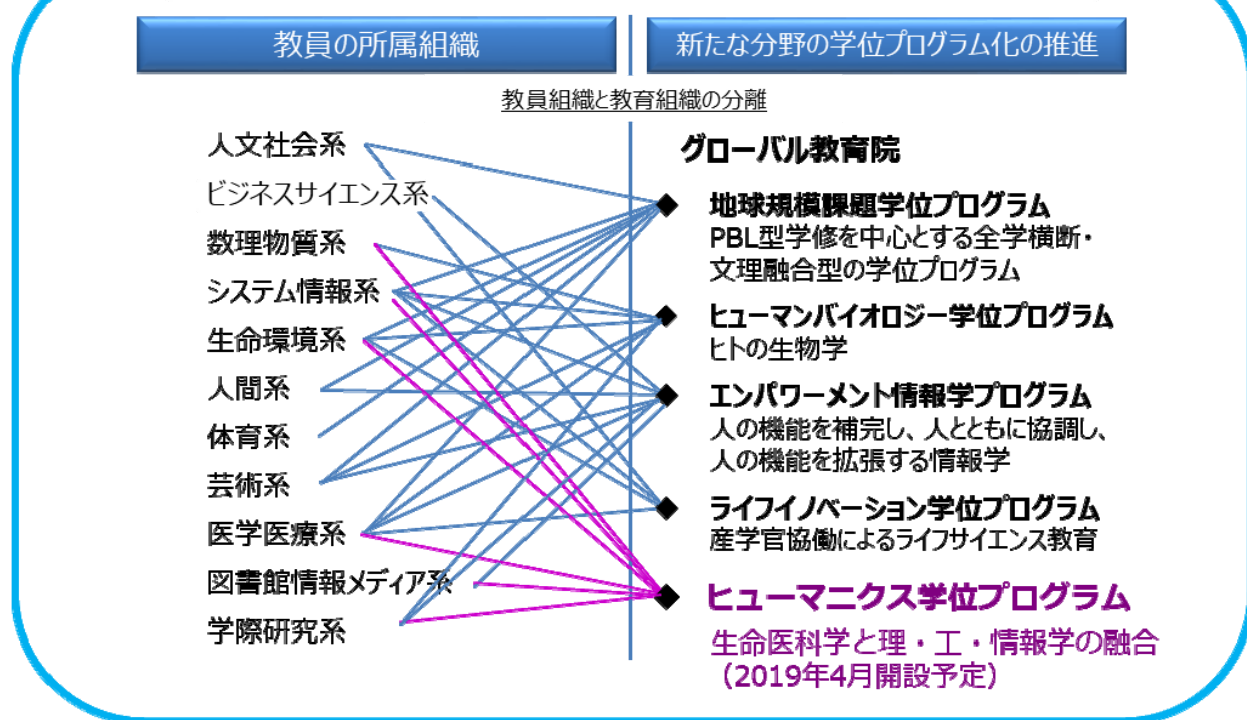 教員の所属組織
新たな分野の学位プログラム化の推進
教員組織と教育組織の分離
人文社会系
ビジネスサイエンス系
数理物質系
システム情報系
生命環境系
人間系
体育系
芸術系
医学医療系
図書館情報メディア系
学際研究系
グローバル教育院
地球規模課題学位プログラム
PBL型学修を中心とする全学横断・
文理融合型の学位プログラム
ヒューマンバイオロジー学位プログラム
ヒトの生物学
エンパワーメント情報学プログラム
人の機能を補完し、人とともに協調し、
人の機能を拡張する情報学
ライフイノベーション学位プログラム
産学官協働によるライフサイエンス教育
ヒューマニクス学位プログラム
生命医科学と理・工・情報学の融合
（2019年4月開設予定）